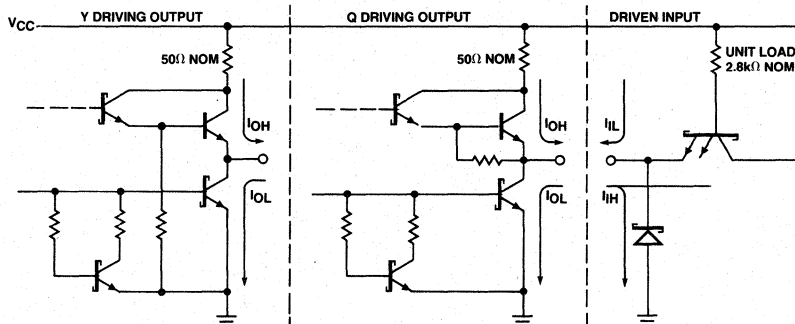 Y DRIVING OUTPUT
Q DRIVING OUTPUT
DRIVEN INPUT
VCC
50Ω NOM
50Ω NOM
UNIT LOAD
2.8kΩ NOM
IOH
IOH
IIL
IOL
IOL
IIH